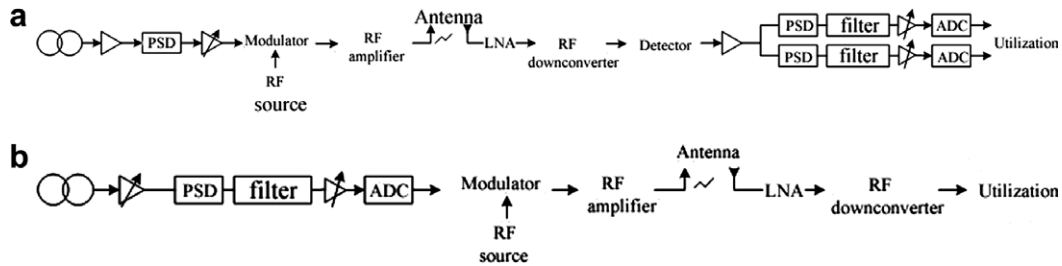 a
PSD
Modulator
RF
source
RF
amplifier
Antenna
LNA
RF
downconverter
Detector
PSD filter ADC
PSD filter ADC
Utilization
b
PSD filter ADC
Modulator
RF
source
RF
amplifier
Antenna
LNA
RF
downconverter
Utilization